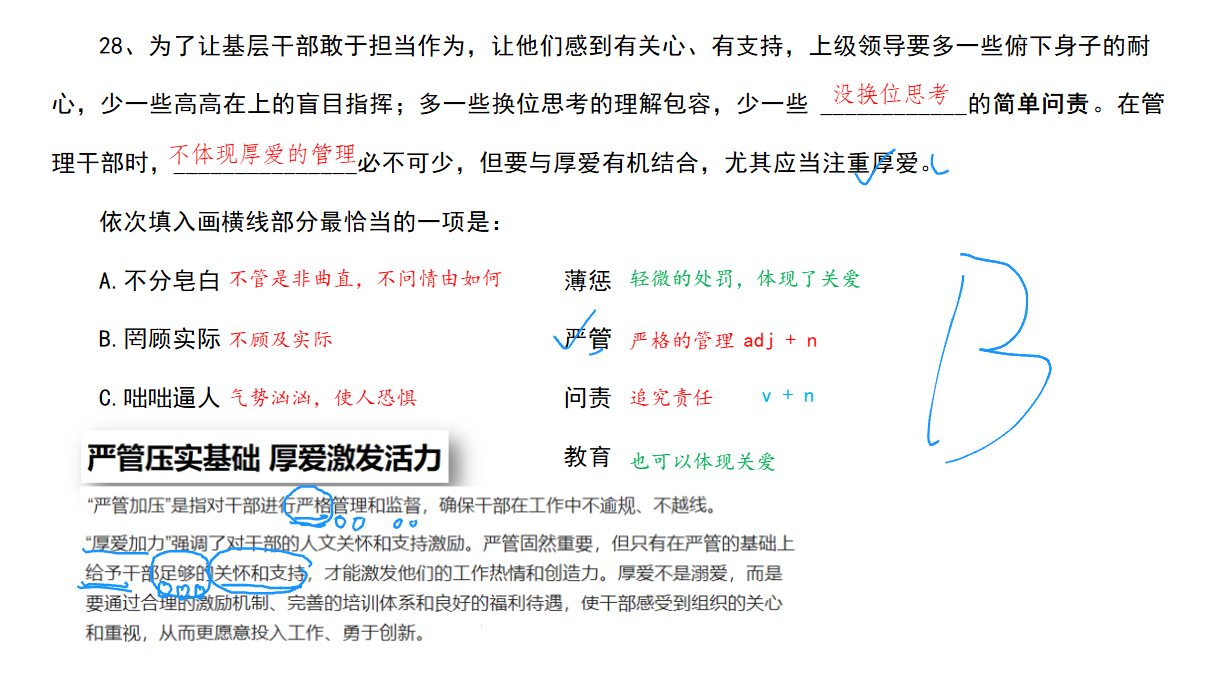 28、为了让基层干部敢于担当作为，让他们感到有关心、有支持，上级领导要多一些俯下身子的耐
心，少一些高高在上的盲目指挥；多一些换位思考的理解包容，少一些 没换位思考的简单问责。在管
理干部时，不体现厚爱的管理必不可少，但要与厚爱有机结合，尤其应当注重厚爱。
依次填入画横线部分最恰当的一项是：
A.不分皂白 不管是非曲直，不问情由如何 薄惩 轻微的处罚，体现了关爱
B.罔顾实际 不顾及实际 严管 严格的管理 adj + n
C.咄咄逼人 气势汹汹，使人恐惧 问责 追究责任 v + n
教育 也可以体现关爱
B
严管压实基础 厚爱激发活力
“严管加压”是指对干部进行严格管理和监督，确保干部在工作中不逾规、不越线。
“厚爱加力”强调了对干部的人文关怀和支持激励。严管固然重要，但只有在严管的基础上
给予干部足够的关怀和支持，才能激发他们的工作热情和创造力。厚爱不是溺爱，而是
要通过合理的激励机制、完善的培训体系和良好的福利待遇，使干部感受到组织的关心
和重视，从而更愿意投入工作、勇于创新。